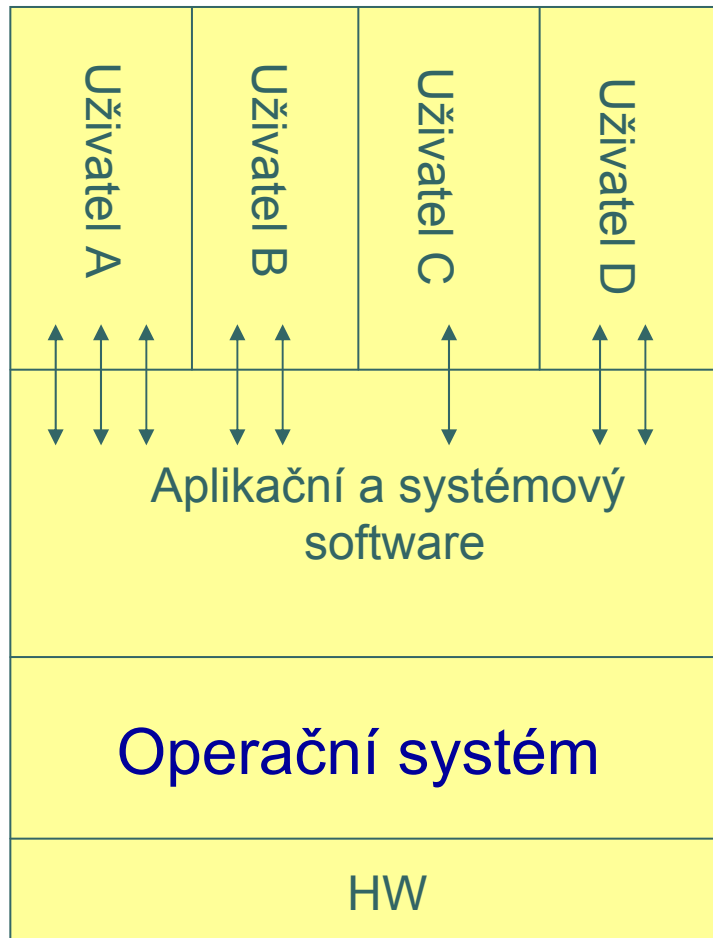 Uživatel A
Uživatel B
Uživatel C
Uživatel D
Aplikační a systémový
software
Operační systém
HW